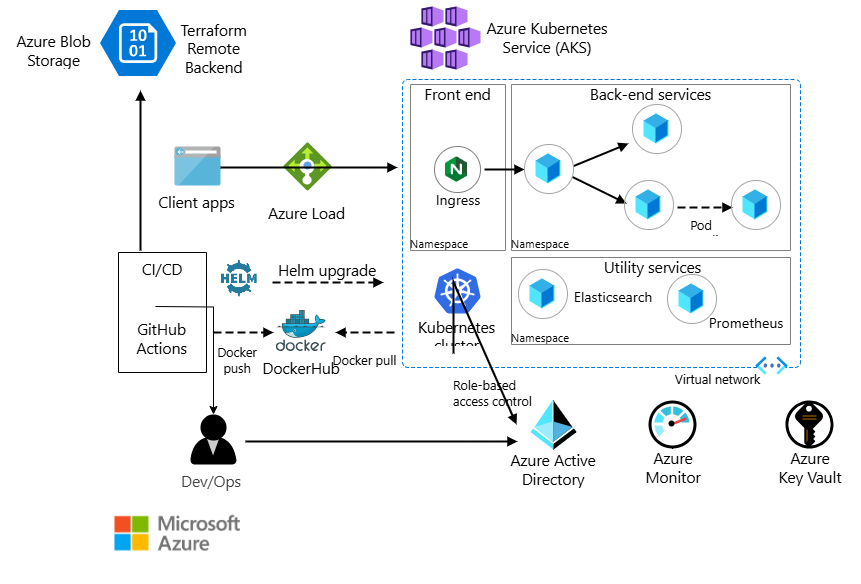 Azure Blob
Storage
10
01
Terraform
Remote
Backend
Azure Kubernetes
Service (AKS)
Front end
Back-end services
Client apps
Azure Load
N
Ingress
Pod
Namespace
Namespace
CI/CD
GitHub
Actions
HELM
Helm upgrade
Utility services
Elasticsearch
Prometheus
Namespace
Kubernetes
docker
DockerHub
Docker
push
Docker pull
Virtual network
Role-based
access control
Dev/Ops
Azure Active
Directory
Azure
Monitor
Azure
Key Vault
Microsoft
Azure